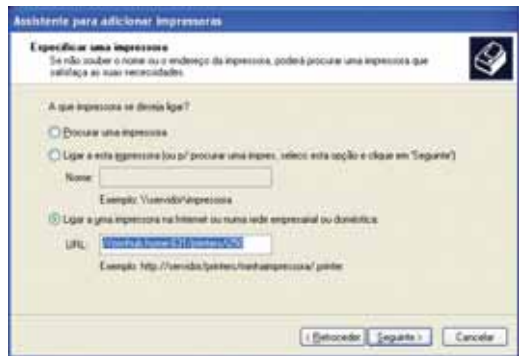 Assistente para adicionar impressoras
Especificar uma impressora
Se não souber o nome ou o endereço da impressora, poderá procurar uma impressora que
satisfaça as suas necessidades.
A que impressora se deseja ligar?
Procurar uma impressora
Ligar a esta impressora (ou p/ procurar uma impres, selecc esta opção e clique em 'Seguinte')
Nome:
Exemplo: \\servidor\impressora
Ligar a uma impressora na Internet ou numa rede empresarial ou doméstica:
URL:
Exemplo: http://servidor/printers/minhaimpressora/.printer
< Retroceder Seguinte > Cancelar